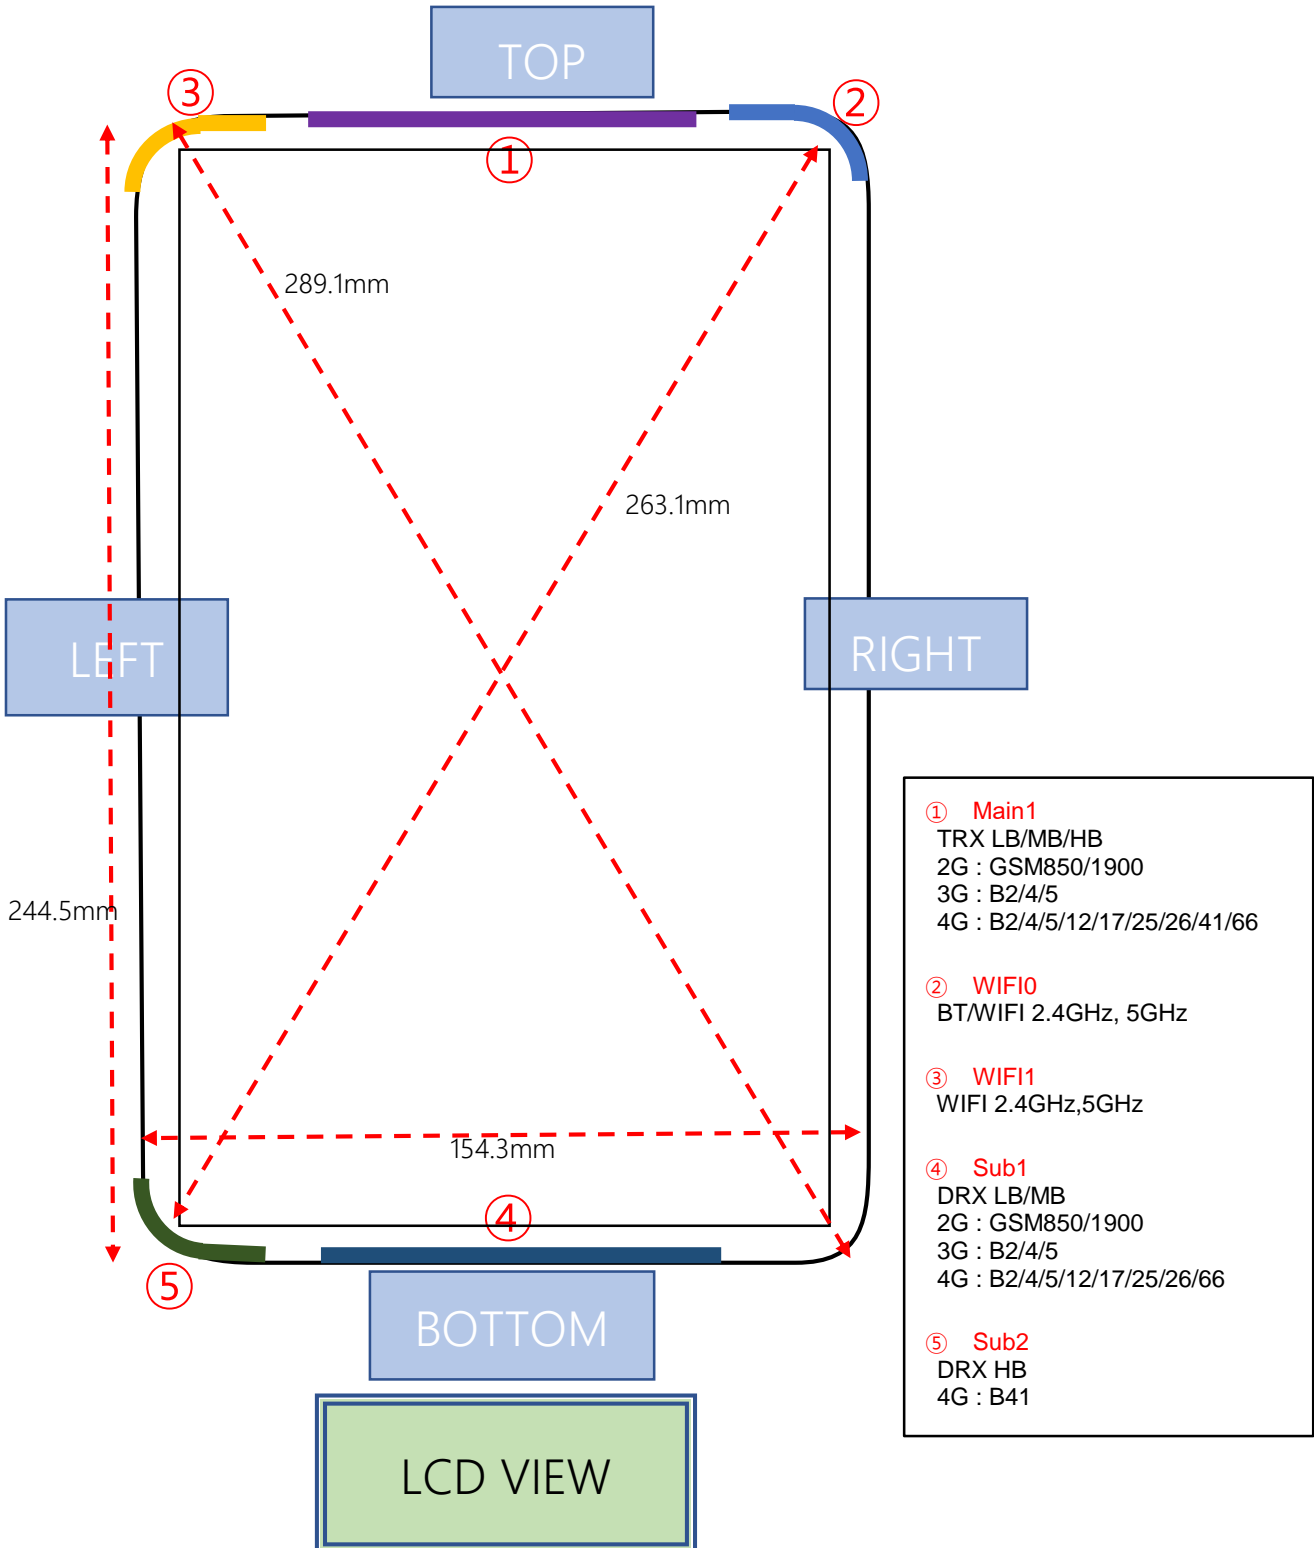 TOP
③
②
①
289.1mm
263.1mm
LEFT
RIGHT
244.5mm
154.3mm
④
⑤
BOTTOM
LCD VIEW
① Main1
TRX LB/MB/HB
2G : GSM850/1900
3G : B2/4/5
4G : B2/4/5/12/17/25/26/41/66
② WIFI0
BT/WIFI 2.4GHz, 5GHz
③ WIFI1
WIFI 2.4GHz,5GHz
④ Sub1
DRX LB/MB
2G : GSM850/1900
3G : B2/4/5
4G : B2/4/5/12/17/25/26/66
⑤ Sub2
DRX HB
4G : B41